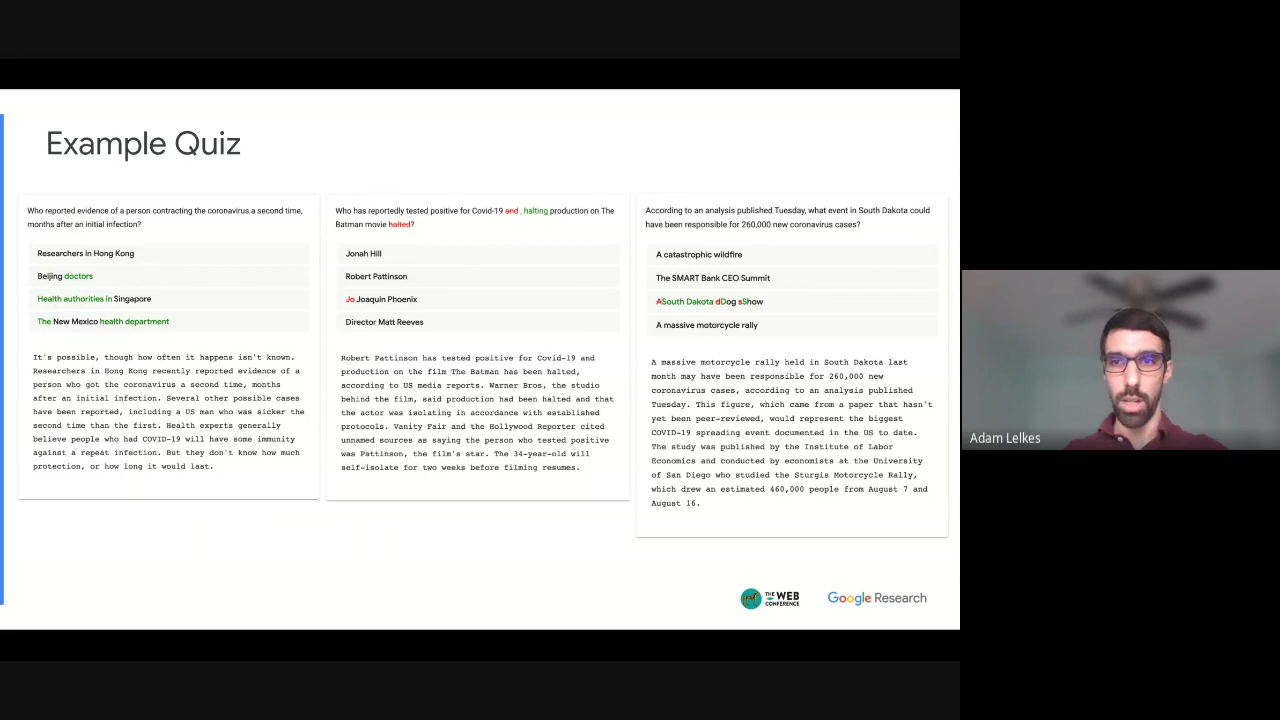 Example Quiz
Who reported evidence of a person contracting the coronavirus a second time,
months after an initial infection?
Researchers in Hong Kong
Beijing doctors
Health authorities in Singapore
The New Mexico health department
It's possible, though how often it happens isn't known.
Researchers in Hong Kong recently reported evidence of a
person who got the coronavirus a second time, months
after an initial infection. Several other possible cases
have been reported, including a US man who was sicker the
second time than the first. Health experts generally
believe people who had COVID-19 will have some immunity
against a repeat infection. But they don't know how much
protection, or how long it would last.
Who has reportedly tested positive for Covid-19 and , halting production on The
Batman movie halted?
Jonah Hill
Robert Pattinson
Jo Joaquin Phoenix
Director Matt Reeves
Robert Pattinson has tested positive for Covid-19 and
production on the film The Batman has been halted,
according to US media reports. Warner Bros, the studio
behind the film, said production had been halted and that
the actor was isolating in accordance with established
protocols. Vanity Fair and the Hollywood Reporter cited
unnamed sources as saying the person who tested positive
was Pattinson, the film's star. The 34-year-old will
self-isolate for two weeks before filming resumes.
According to an analysis published Tuesday, what event in South Dakota could
have been responsible for 260,000 new coronavirus cases?
A catastrophic wildfire
The SMART Bank CEO Summit
ASouth Dakota dDog sShow
A massive motorcycle rally
A massive motorcycle rally held in South Dakota last
month may have been responsible for 260,000 new
coronavirus cases, according to an analysis published
Tuesday. This figure, which came from a paper that hasn't
yet been peer-reviewed, would represent the biggest
COVID-19 spreading event documented in the US to date.
The study was published by the Institute of Labor
Economics and conducted by economists at the University
of San Diego who studied the Sturgis Motorcycle Rally,
which drew an estimated 460,000 people from August 7 and
August 16.
THE WEB
CONFERENCE
Google Research
Adam Lelkes